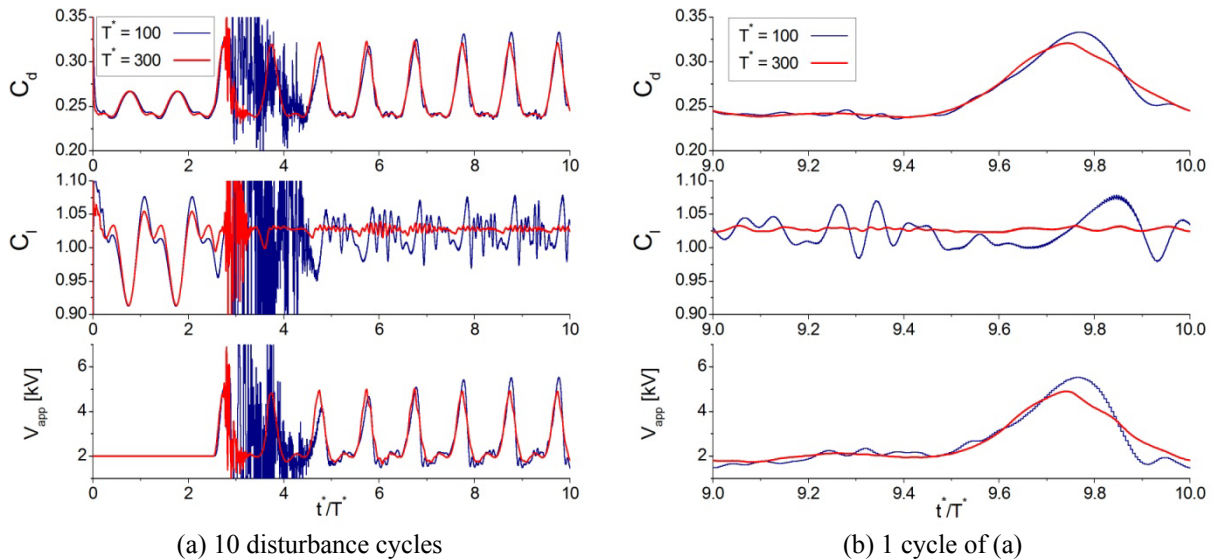 0.35
0.30
0.25
0.20
C_d
T* = 100
T* = 300
0 2 4 6 8 10
1.10
1.05
1.00
0.95
0.90
C_l
0 2 4 6 8 10
6
4
2
V_app [kV]
0 2 4 6 8 10
t*/T*
(a) 10 disturbance cycles
0.35
0.30
0.25
0.20
C_d
T* = 100
T* = 300
9.0 9.2 9.4 9.6 9.8 10.0
1.10
1.05
1.00
0.95
0.90
C_l
9.0 9.2 9.4 9.6 9.8 10.0
6
4
2
V_app [kV]
9.0 9.2 9.4 9.6 9.8 10.0
t*/T*
(b) 1 cycle of (a)